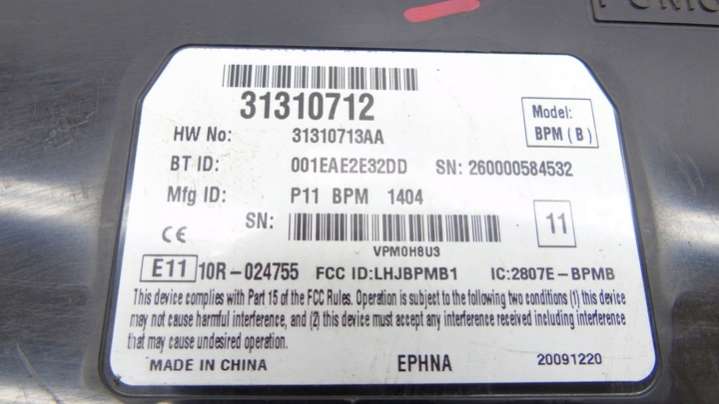 31310712
Model:
BPM (B)
HW No: 31310713AA
BT ID: 001EAE2E32DD SN: 260000584532
Mfg ID: P11 BPM 1404
SN:
11
VPM0H8U3
CE
E11 10R-024755 FCC ID:LHJBPMB1 IC:2807E-BPMB
This device complies with Part 15 of the FCC Rules. Operation is subject to the following two conditions (1) this device
may not cause harmful interference, and (2) this device must accept any interference received including interference
that may cause undesired operation.
MADE IN CHINA EPHNA 20091220